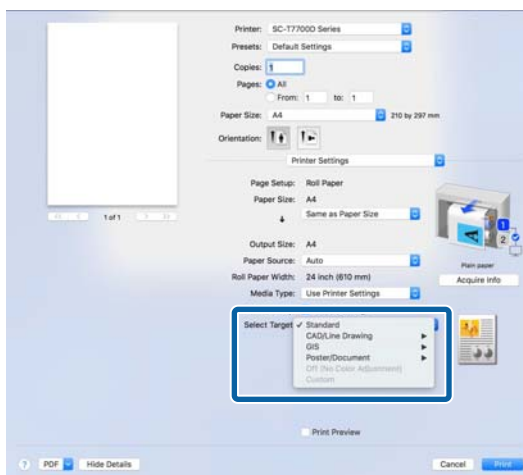 Printer: SC-T7700D Series
Presets: Default Settings
Copies: 1
Pages: All
From: 1 to: 1
Paper Size: A4 210 by 297 mm
Orientation:
Printer Settings
Page Setup: Roll Paper
Paper Size: A4
Same as Paper Size
Output Size: A4
Paper Source: Auto
Roll Paper Width: 24 inch (610 mm)
Media Type: Use Printer Settings
1 of 1
1
2
Plain paper
Acquire Info
Select Target ✓ Standard
CAD/Line Drawing
GIS
Poster/Document
Off (No Color Adjustment)
Custom
Print Preview
? PDF Hide Details Cancel Print